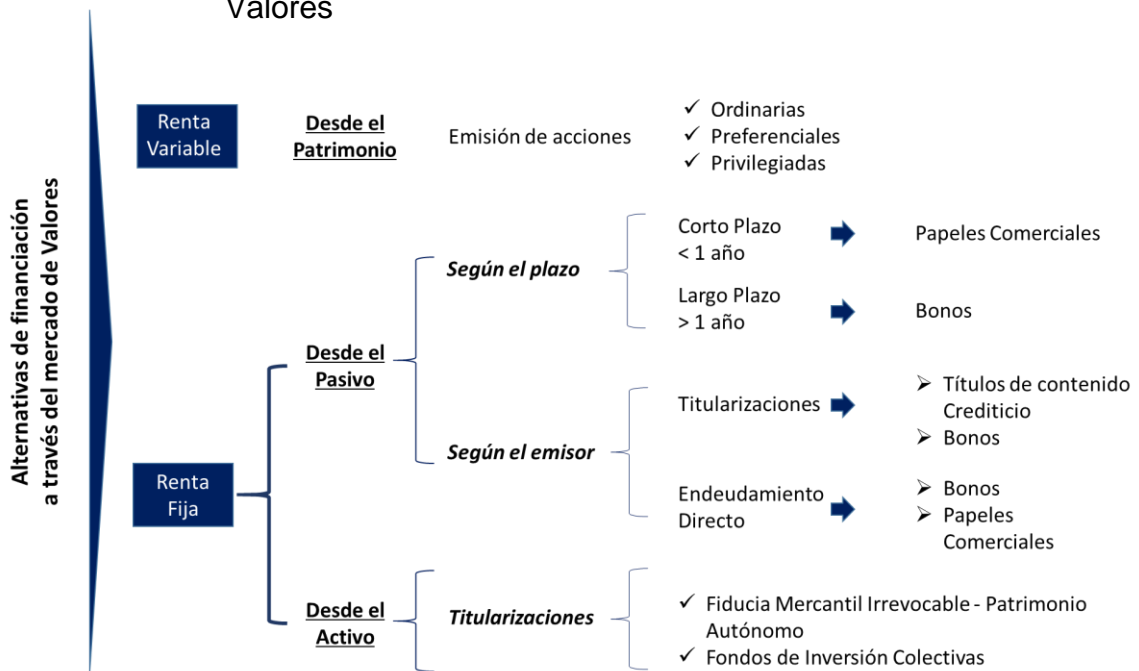 Valores
Alternativas de financiación
a través del mercado de Valores
Renta
Variable
Desde el
Patrimonio
Emisión de acciones
✓ Ordinarias
✓ Preferenciales
✓ Privilegiadas
Renta
Fija
Desde el
Pasivo
Según el plazo
Corto Plazo
< 1 año
Papeles Comerciales
Largo Plazo
> 1 año
Bonos
Según el emisor
Titularizaciones
➢ Títulos de contenido
Crediticio
➢ Bonos
Endeudamiento
Directo
➢ Bonos
➢ Papeles
Comerciales
Desde el
Activo
Titularizaciones
✓ Fiducia Mercantil Irrevocable - Patrimonio
Autónomo
✓ Fondos de Inversión Colectivas